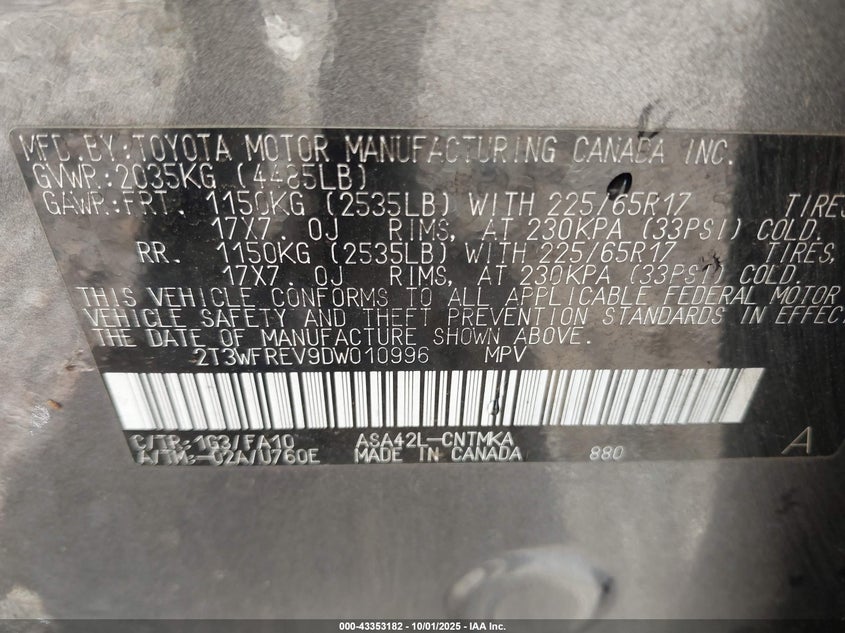 MFD. BY: TOYOTA MOTOR MANUFACTURING CANADA INC.
GVWR: 2035KG (4485LB)
GAWR: FRT. 1150KG (2535LB) WITH 225/65R17 TIRES
17X7.0J RIMS, AT 230KPA (33PSI) COLD.
RR. 1150KG (2535LB) WITH 225/65R17 TIRES,
17X7.0J RIMS, AT 230KPA (33PSI) COLD.
THIS VEHICLE CONFORMS TO ALL APPLICABLE FEDERAL MOTOR
VEHICLE SAFETY AND THEFT PREVENTION STANDARDS IN EFFECT
THE DATE OF MANUFACTURE SHOWN ABOVE.
2T3WFREV9DW010996 MPV
C/TR: 1G3/FA10 ASA42L-CNTMKA
A/TM: -02A/U760E MADE IN CANADA 880 A
000-43353182 - 10/01/2025 - IAA Inc.